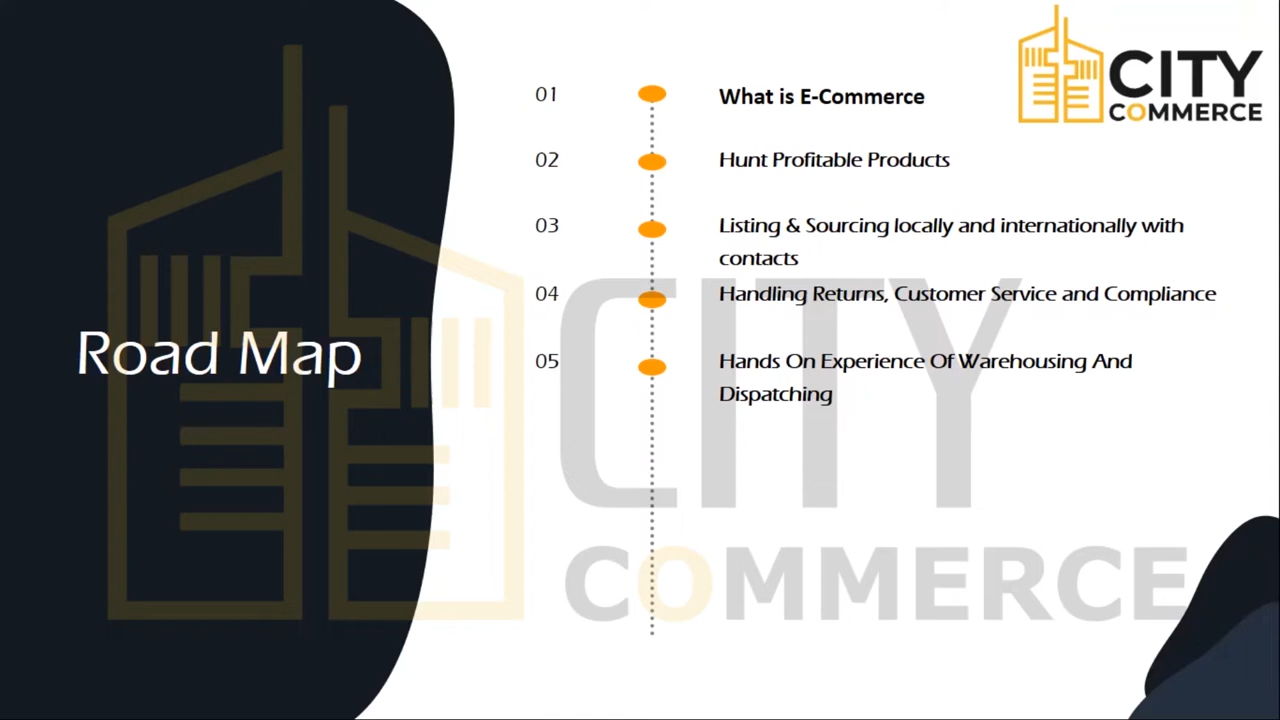 CITY
COMMERCE
Road Map
01
What is E-Commerce
02
Hunt Profitable Products
03
Listing & Sourcing locally and internationally with
contacts
04
Handling Returns, Customer Service and Compliance
05
Hands On Experience Of Warehousing And
Dispatching
CITY
COMMERCE